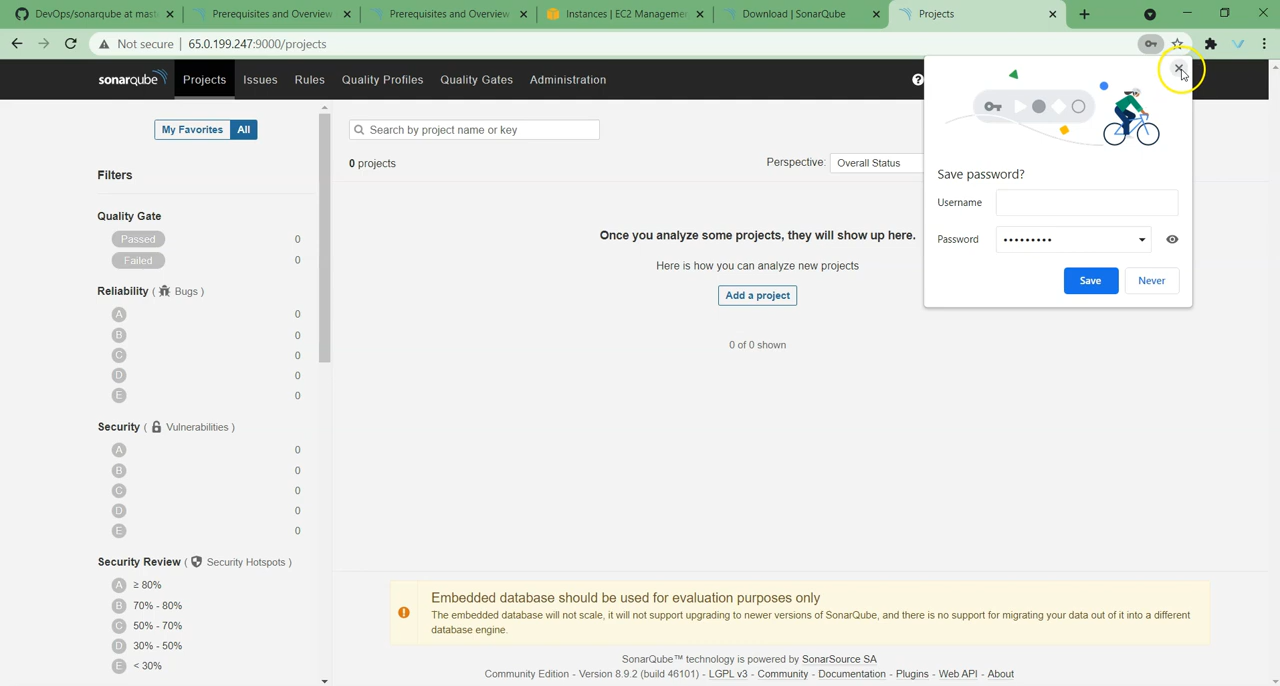 DevOps/sonarqube at mast
Prerequisites and Overview
Prerequisites and Overview
Instances | EC2 Managemen
Download | SonarQube
Projects
Not secure | 65.0.199.247:9000/projects
sonarqube
Projects
Issues
Rules
Quality Profiles
Quality Gates
Administration
My Favorites
All
Search by project name or key
0 projects
Perspective:
Overall Status
Save password?
Username
Password
•••••••••
Save
Never
Filters
Quality Gate
Passed 0
Failed 0
Reliability ( Bugs )
A 0
B 0
C 0
D 0
E 0
Security ( Vulnerabilities )
A 0
B 0
C 0
D 0
E 0
Security Review ( Security Hotspots )
A ≥ 80%
B 70% - 80%
C 50% - 70%
D 30% - 50%
E < 30%
Once you analyze some projects, they will show up here.
Here is how you can analyze new projects
Add a project
0 of 0 shown
Embedded database should be used for evaluation purposes only
The embedded database will not scale, it will not support upgrading to newer versions of SonarQube, and there is no support for migrating your data out of it into a different
database engine.
SonarQube™ technology is powered by SonarSource SA
Community Edition - Version 8.9.2 (build 46101) - LGPL v3 - Community - Documentation - Plugins - Web API - About